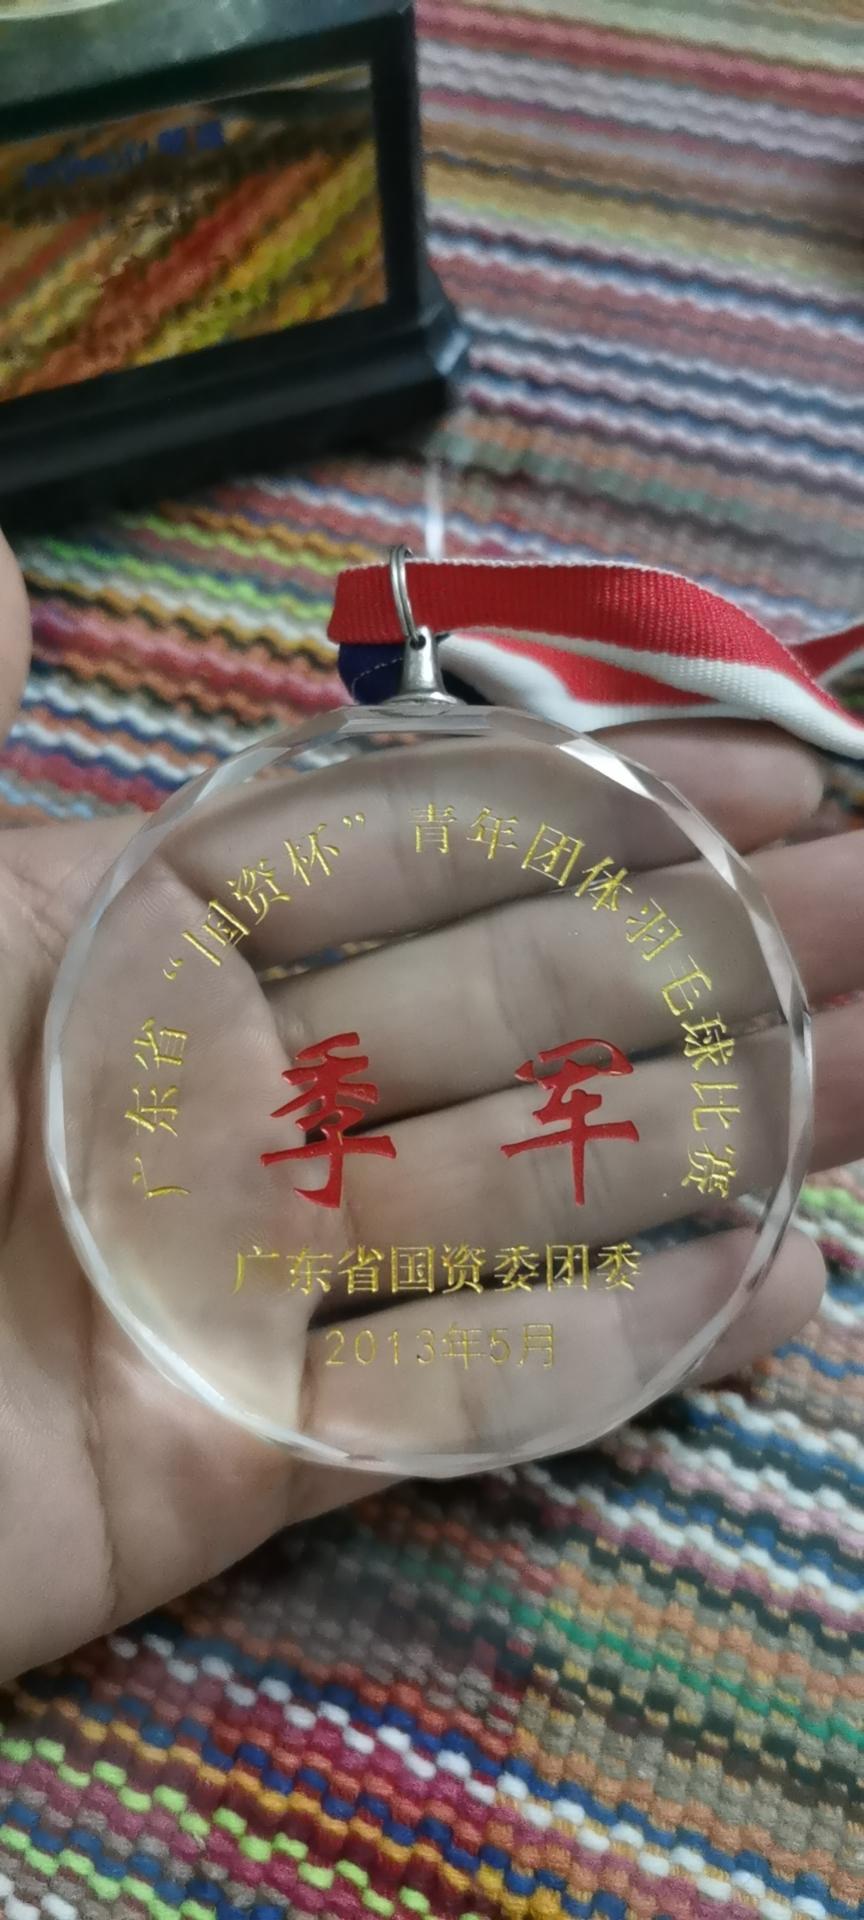 广东省“国资杯”青年团体羽毛球比赛
季军
广东省国资委团委
2013年5月